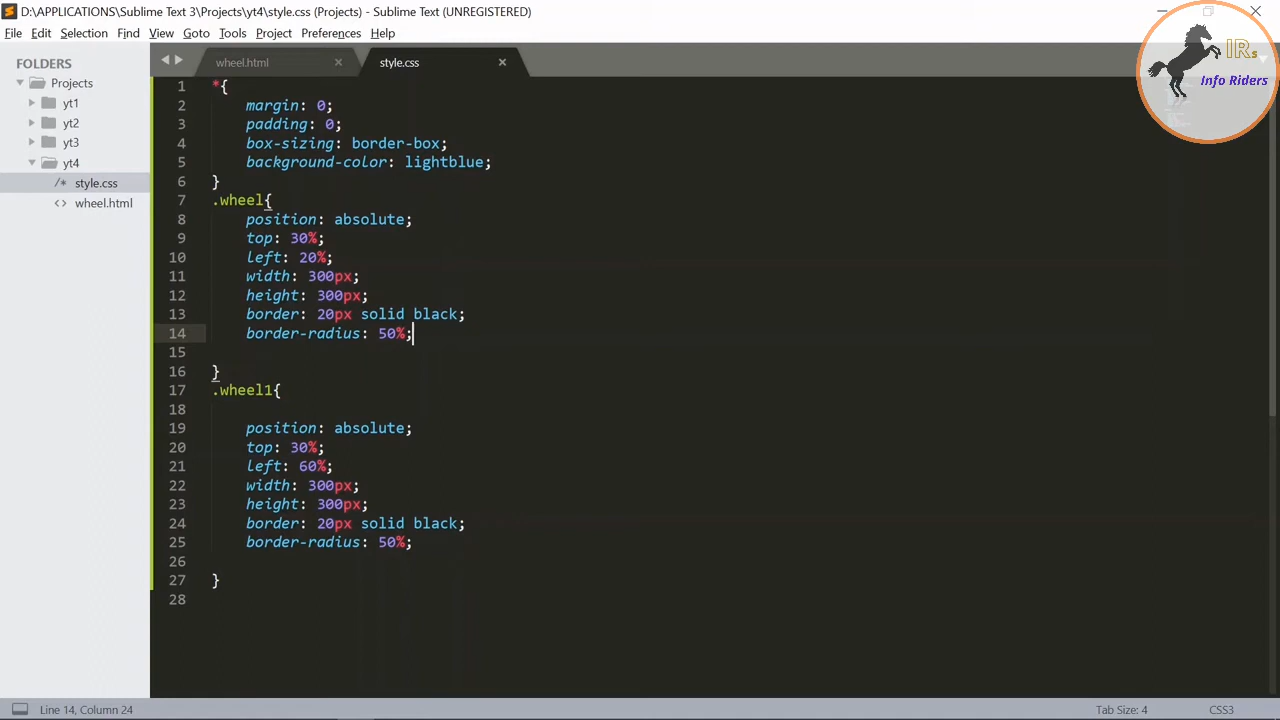 D:\APPLICATIONS\Sublime Text 3\Projects\yt4\style.css (Projects) - Sublime Text (UNREGISTERED)
File Edit Selection Find View Goto Tools Project Preferences Help
IRs
Info Riders
FOLDERS
Projects
yt1
yt2
yt3
yt4
/* style.css
<> wheel.html
wheel.html
style.css
1 *{
2 margin: 0;
3 padding: 0;
4 box-sizing: border-box;
5 background-color: lightblue;
6 }
7 .wheel{
8 position: absolute;
9 top: 30%;
10 left: 20%;
11 width: 300px;
12 height: 300px;
13 border: 20px solid black;
14 border-radius: 50%;
15
16 }
17 .wheel1{
18
19 position: absolute;
20 top: 30%;
21 left: 60%;
22 width: 300px;
23 height: 300px;
24 border: 20px solid black;
25 border-radius: 50%;
26
27 }
28
Line 14, Column 24
Tab Size: 4
CSS3